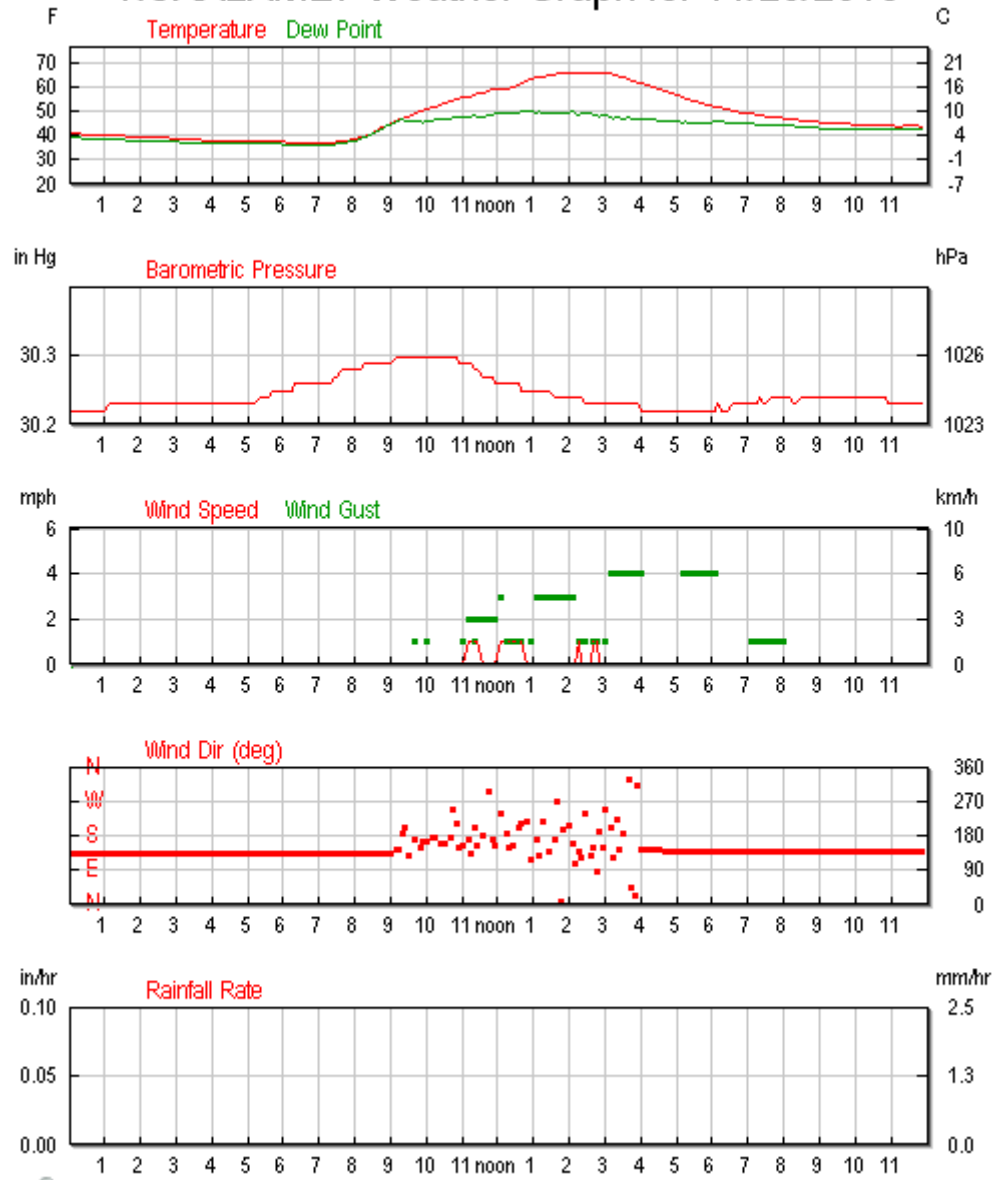 Weather Graph for
F Temperature Dew Point C
70 21
60 16
50 10
40 4
30 -1
20 -7
1 2 3 4 5 6 7 8 9 10 11 noon 1 2 3 4 5 6 7 8 9 10 11
in Hg Barometric Pressure hPa
30.3 1026
30.2 1023
1 2 3 4 5 6 7 8 9 10 11 noon 1 2 3 4 5 6 7 8 9 10 11
mph Wind Speed Wind Gust km/h
6 10
4 6
2 3
0 0
1 2 3 4 5 6 7 8 9 10 11 noon 1 2 3 4 5 6 7 8 9 10 11
Wind Dir (deg)
N 360
W 270
S 180
E 90
N 0
1 2 3 4 5 6 7 8 9 10 11 noon 1 2 3 4 5 6 7 8 9 10 11
in/hr Rainfall Rate mm/hr
0.10 2.5
0.05 1.3
0.00 0.0
1 2 3 4 5 6 7 8 9 10 11 noon 1 2 3 4 5 6 7 8 9 10 11